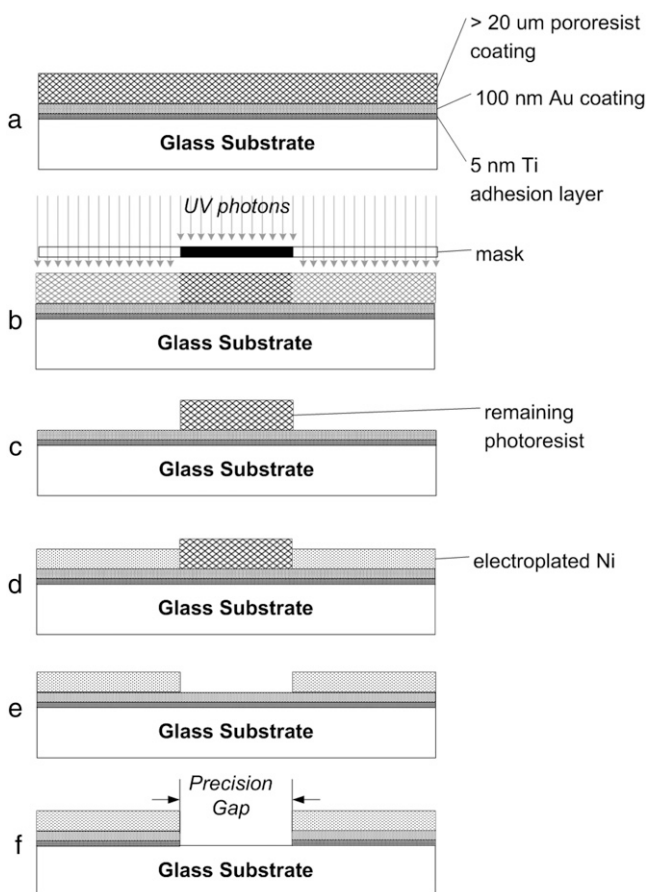 > 20 um pororesist
coating
100 nm Au coating
a
Glass Substrate
5 nm Ti
adhesion layer
UV photons
mask
b
Glass Substrate
remaining
photoresist
c
Glass Substrate
electroplated Ni
d
Glass Substrate
e
Glass Substrate
Precision
Gap
f
Glass Substrate